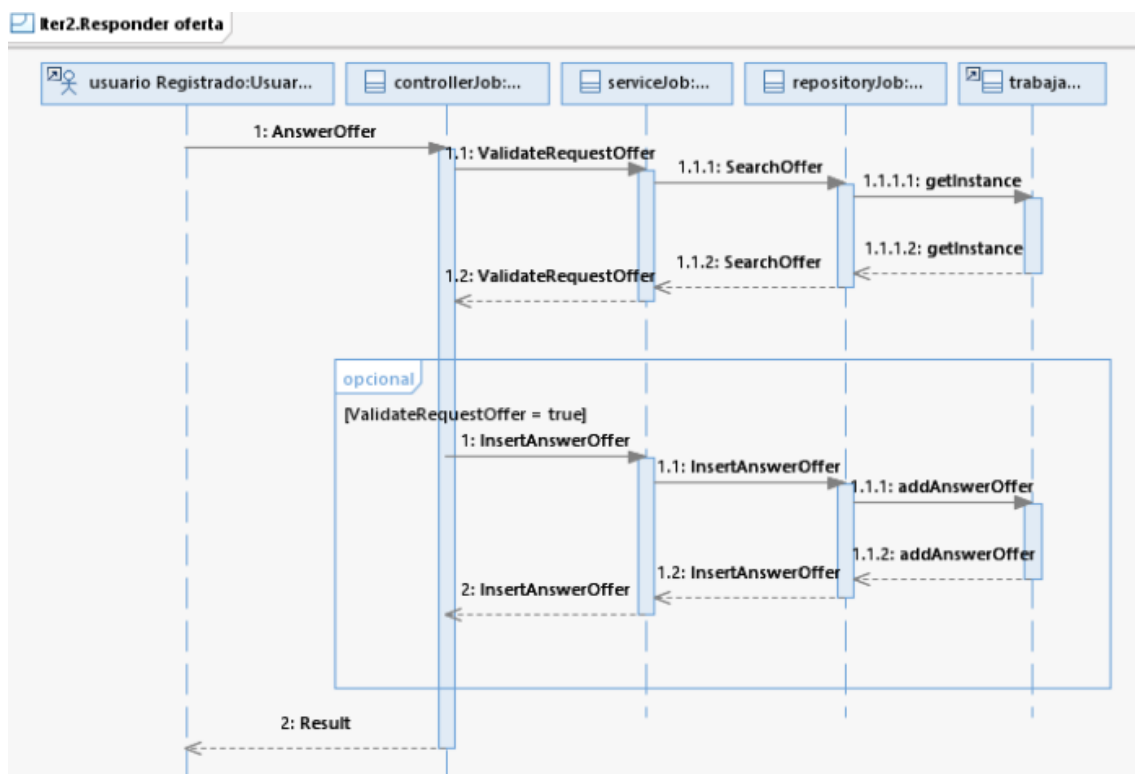 Iter2.Responder oferta
usuario Registrado:Usuar...
controllerJob:...
serviceJob:...
repositoryJob:...
trabaja...
1: AnswerOffer
1.1: ValidateRequestOffer
1.1.1: SearchOffer
1.1.1.1: getInstance
1.1.1.2: getInstance
1.1.2: SearchOffer
1.2: ValidateRequestOffer
opcional
[ValidateRequestOffer = true]
1: InsertAnswerOffer
1.1: InsertAnswerOffer
1.1.1: addAnswerOffer
1.1.2: addAnswerOffer
1.2: InsertAnswerOffer
2: InsertAnswerOffer
2: Result